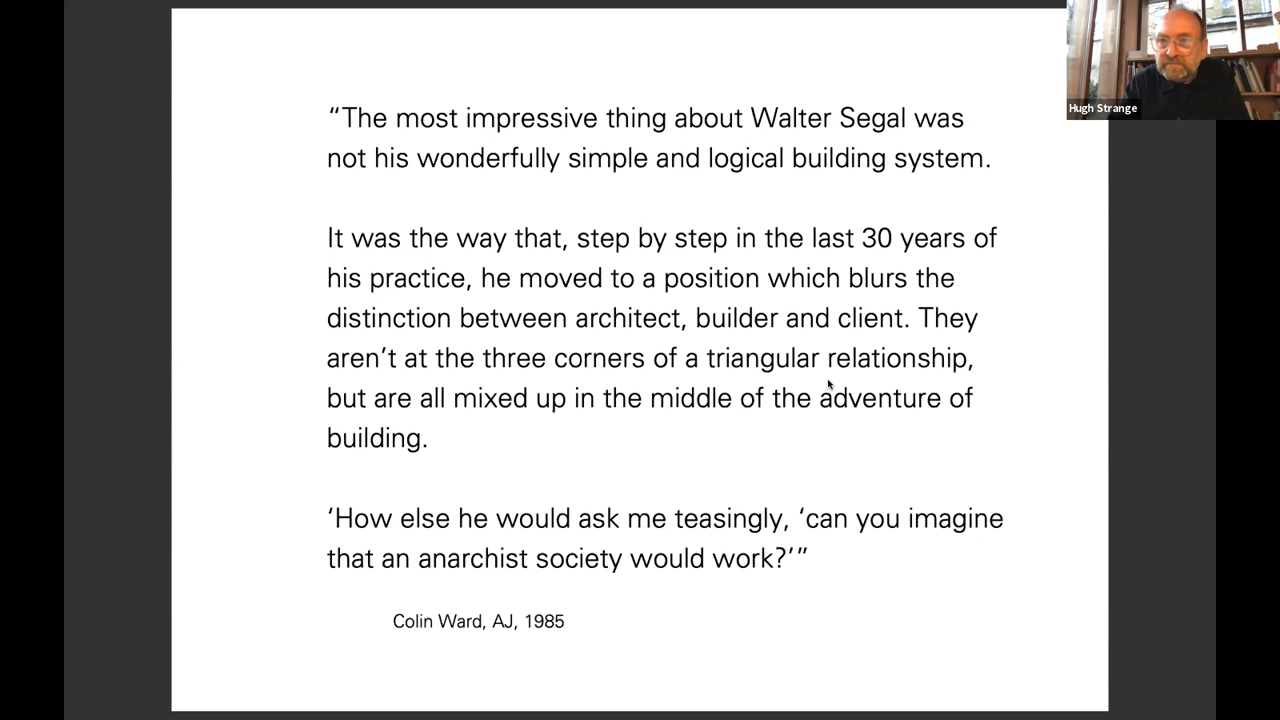 “The most impressive thing about Walter Segal was
not his wonderfully simple and logical building system.
It was the way that, step by step in the last 30 years of
his practice, he moved to a position which blurs the
distinction between architect, builder and client. They
aren’t at the three corners of a triangular relationship,
but are all mixed up in the middle of the adventure of
building.
‘How else he would ask me teasingly, ‘can you imagine
that an anarchist society would work?’”
Colin Ward, AJ, 1985
Hugh Strange